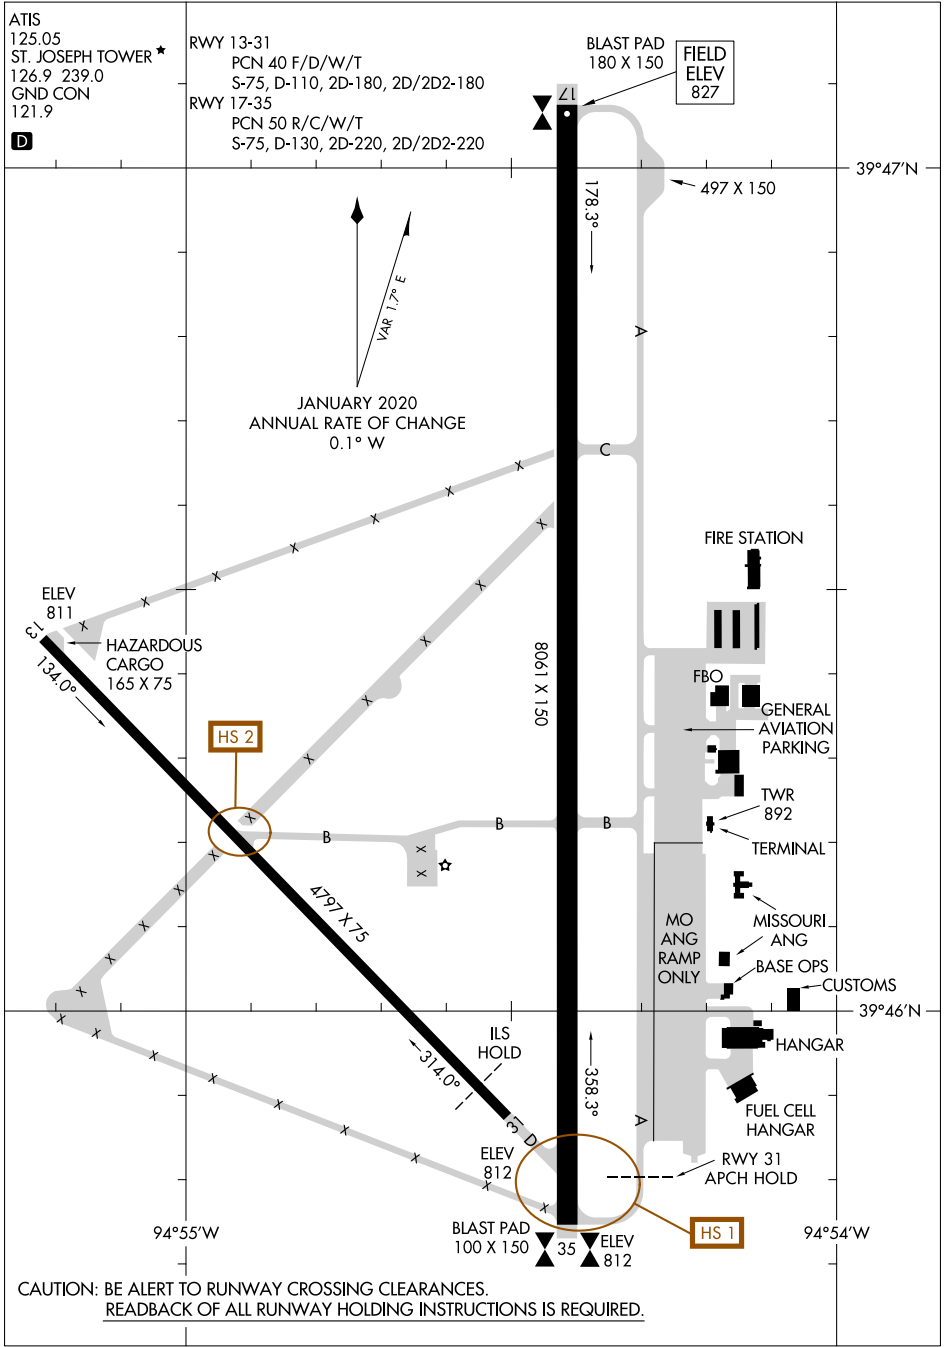 ATIS
125.05
ST. JOSEPH TOWER ★
126.9 239.0
GND CON
121.9
D
RWY 13-31
PCN 40 F/D/W/T
S-75, D-110, 2D-180, 2D/2D2-180
RWY 17-35
PCN 50 R/C/W/T
S-75, D-130, 2D-220, 2D/2D2-220
BLAST PAD
180 X 150
FIELD
ELEV
827
17
39°47'N
497 X 150
178.3°
VAR 1.7° E
A
JANUARY 2020
ANNUAL RATE OF CHANGE
0.1° W
C
X
X
X
X
X
X
X
X
X
X
X
X
X
FIRE STATION
ELEV
811
13
HAZARDOUS
CARGO
165 X 75
134.0°
8061 X 150
FBO
GENERAL
AVIATION
PARKING
HS 2
TWR
892
TERMINAL
B
B
B
X
X
X
X
X
X
X
4797 X 75
MO
ANG
RAMP
ONLY
MISSOURI
ANG
BASE OPS
CUSTOMS
39°46'N
HANGAR
ILS
HOLD
314.0°
358.3°
X
X
X
X
X
X
X
X
X
FUEL CELL
HANGAR
A
31
D
ELEV
812
RWY 31
APCH HOLD
94°55'W
BLAST PAD
100 X 150
35
ELEV
812
HS 1
94°54'W
CAUTION: BE ALERT TO RUNWAY CROSSING CLEARANCES.
READBACK OF ALL RUNWAY HOLDING INSTRUCTIONS IS REQUIRED.